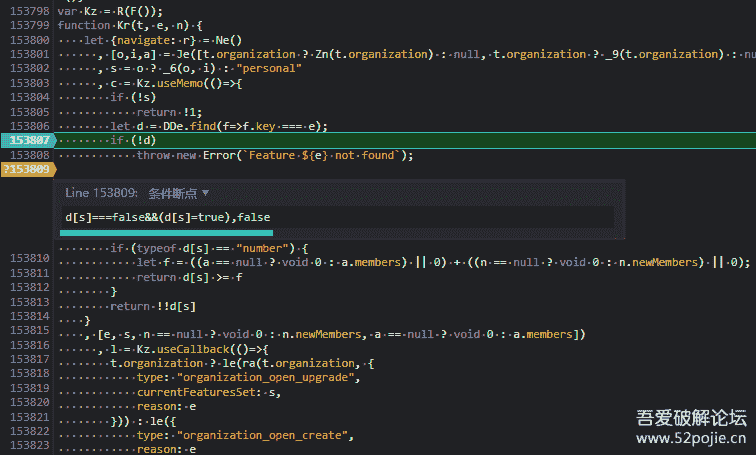 153798 var Kz = R(F());
153799 function Kr(t, e, n) {
153800 let {navigate: r} = Ne()
153801 , [o,i,a] = Je([t.organization ? Zn(t.organization) : null, t.organization ? _9(t.organization) : nu
153802 , s = o ? _6(o, i) : "personal"
153803 , c = Kz.useMemo(()=>{
153804 if (!s)
153805 return !1;
153806 let d = DDe.find(f=>f.key === e);
153807 if (!d)
153808 throw new Error(`Feature ${e} not found`);
?153809
Line 153809: 条件断点 ▼
d[s]===false&&(d[s]=true),false
153810 if (typeof d[s] == "number") {
153811 let f = ((a == null ? void 0 : a.members) || 0) + ((n == null ? void 0 : n.newMembers) || 0);
153812 return d[s] >= f
153813 }
153814 return !!d[s]
153815 }
153816 , [e, s, n == null ? void 0 : n.newMembers, a == null ? void 0 : a.members])
153817 , l = Kz.useCallback(()=>{
153818 t.organization ? le(ra(t.organization, {
153819 type: "organization_open_upgrade",
153820 currentFeaturesSet: s,
153821 reason: e
153822 })) : le({
153823 type: "organization_open_create",
reason: e
吾爱破解论坛
www.52pojie.cn